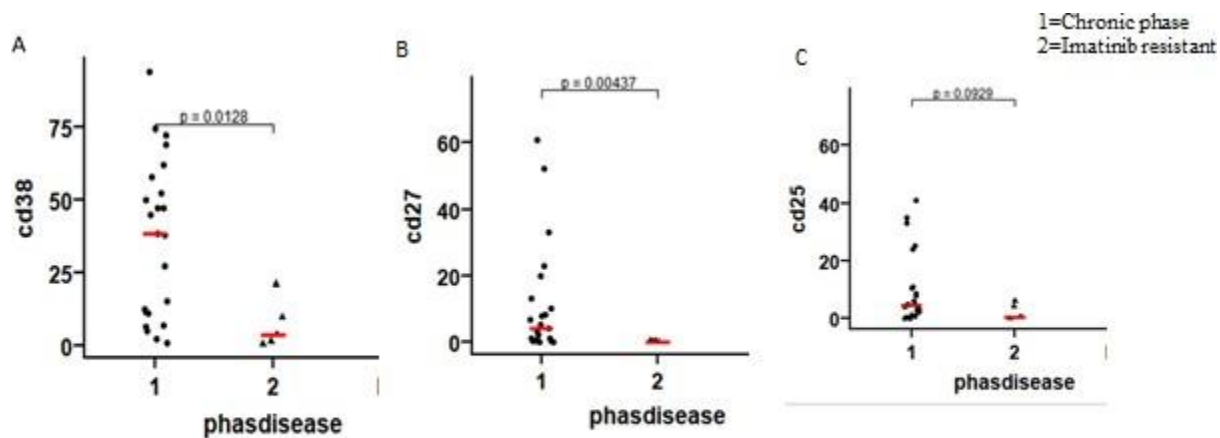 1=Chronic phase
2=Imatinib resistant
A
p = 0.0128
75
50
25
0
cd38
1 2
phasdisease
B
p = 0.00437
60
40
20
0
cd27
1 2
phasdisease
C
p = 0.0929
60
40
20
0
cd25
1 2
phasdisease